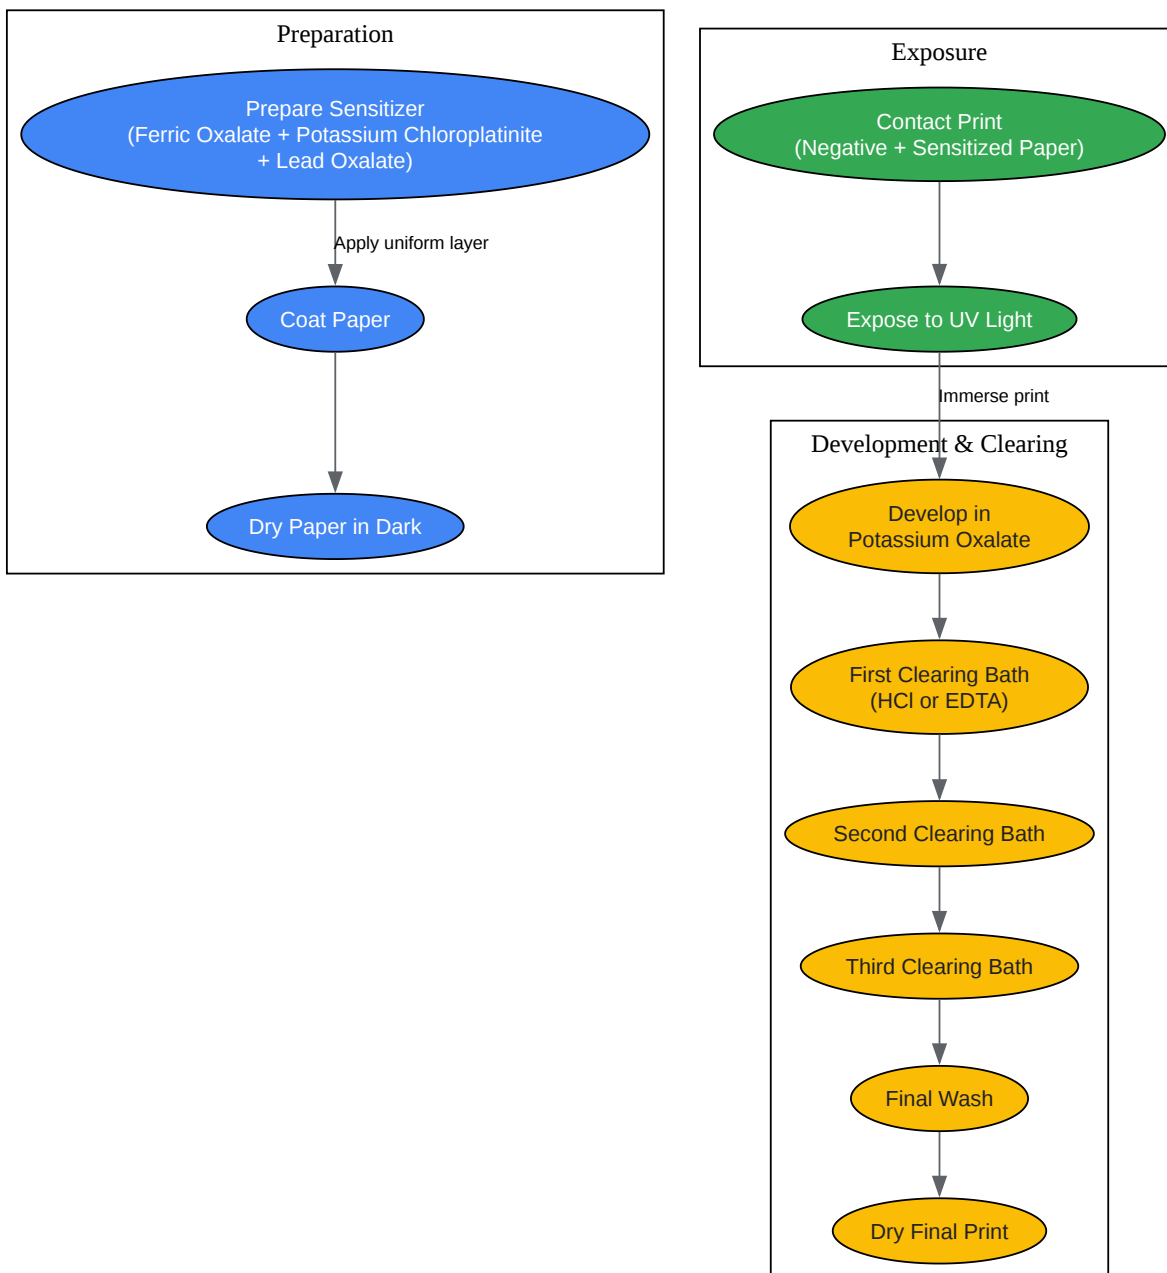 Preparation
Prepare Sensitizer
(Ferric Oxalate + Potassium Chloroplatinite
+ Lead Oxalate)
Apply uniform layer
Coat Paper
Dry Paper in Dark
Exposure
Contact Print
(Negative + Sensitized Paper)
Expose to UV Light
Immerse print
Development & Clearing
Develop in
Potassium Oxalate
First Clearing Bath
(HCl or EDTA)
Second Clearing Bath
Third Clearing Bath
Final Wash
Dry Final Print